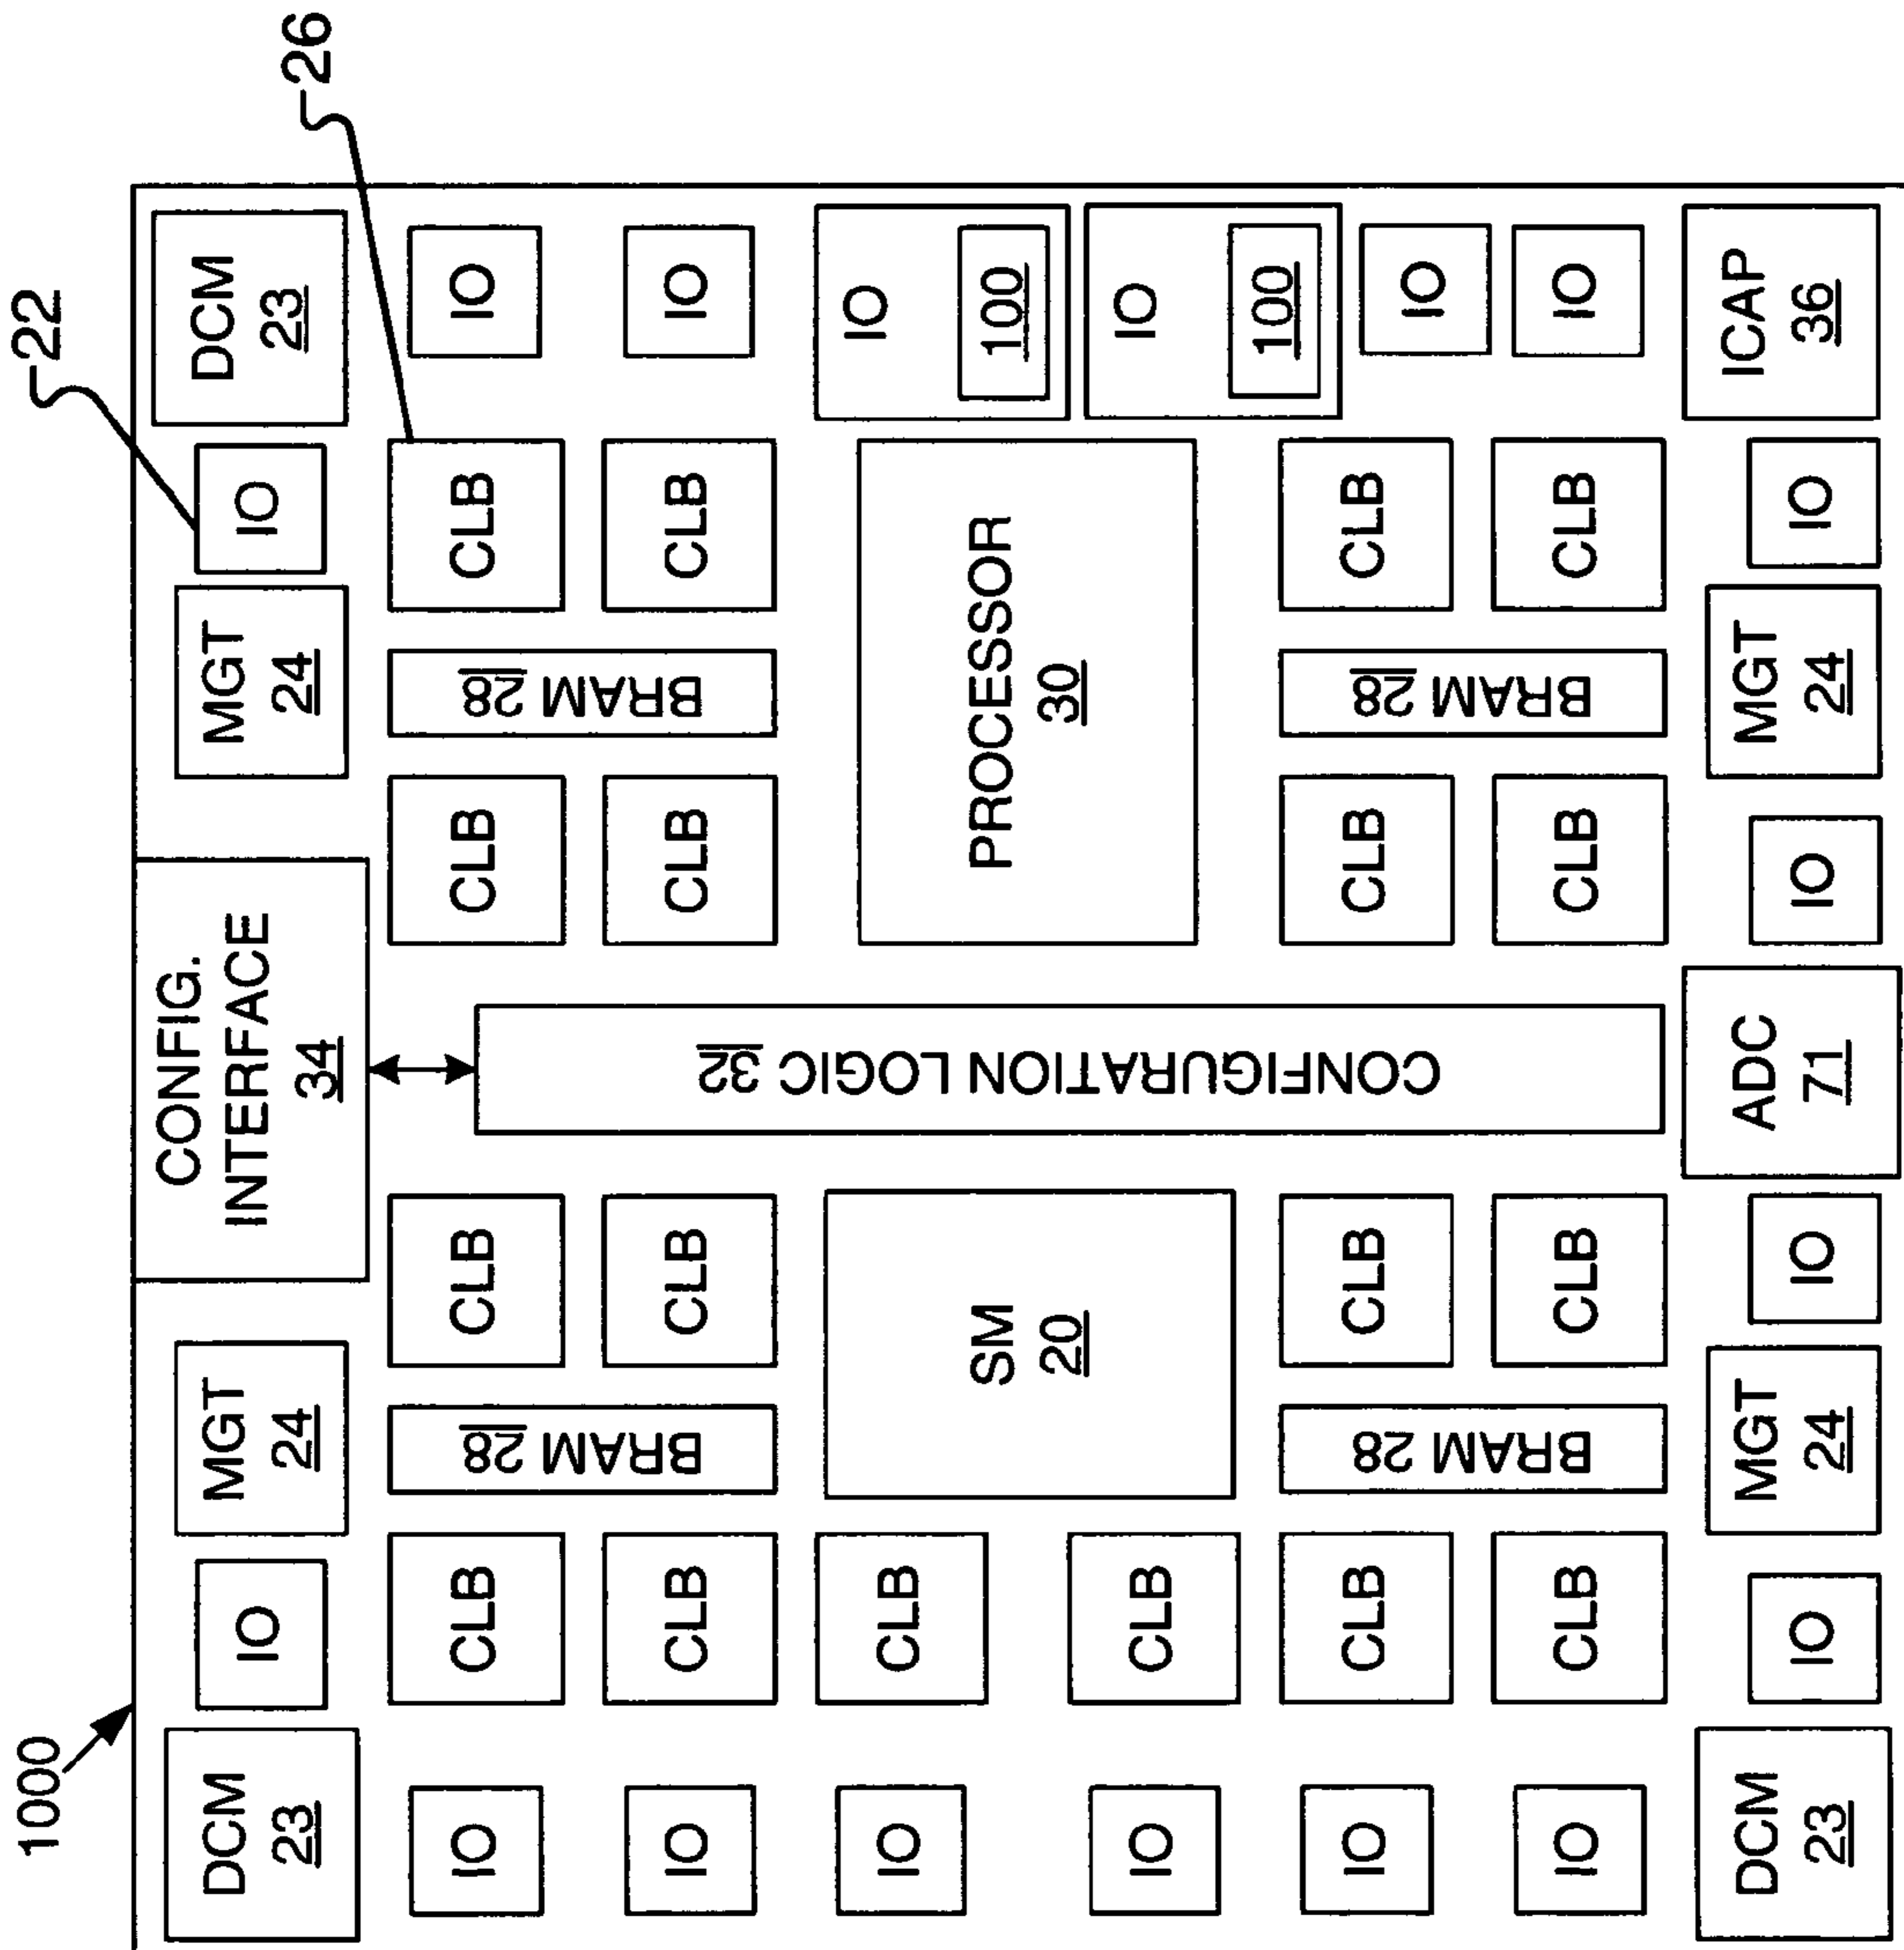 1000
22
26
DCM
23
IO
MGT
24
CONFIG.
INTERFACE
34
MGT
24
IO
DCM
23
IO
CLB
BRAM 28
CLB
CONFIGURATION LOGIC 32
CLB
BRAM 28
CLB
IO
IO
CLB
CLB
CLB
CLB
IO
IO
CLB
SM
20
PROCESSOR
30
IO
100
IO
CLB
IO
100
IO
CLB
BRAM 28
CLB
CLB
BRAM 28
CLB
IO
IO
CLB
CLB
CLB
CLB
IO
DCM
23
IO
MGT
24
IO
ADC
71
IO
MGT
24
IO
ICAP
36